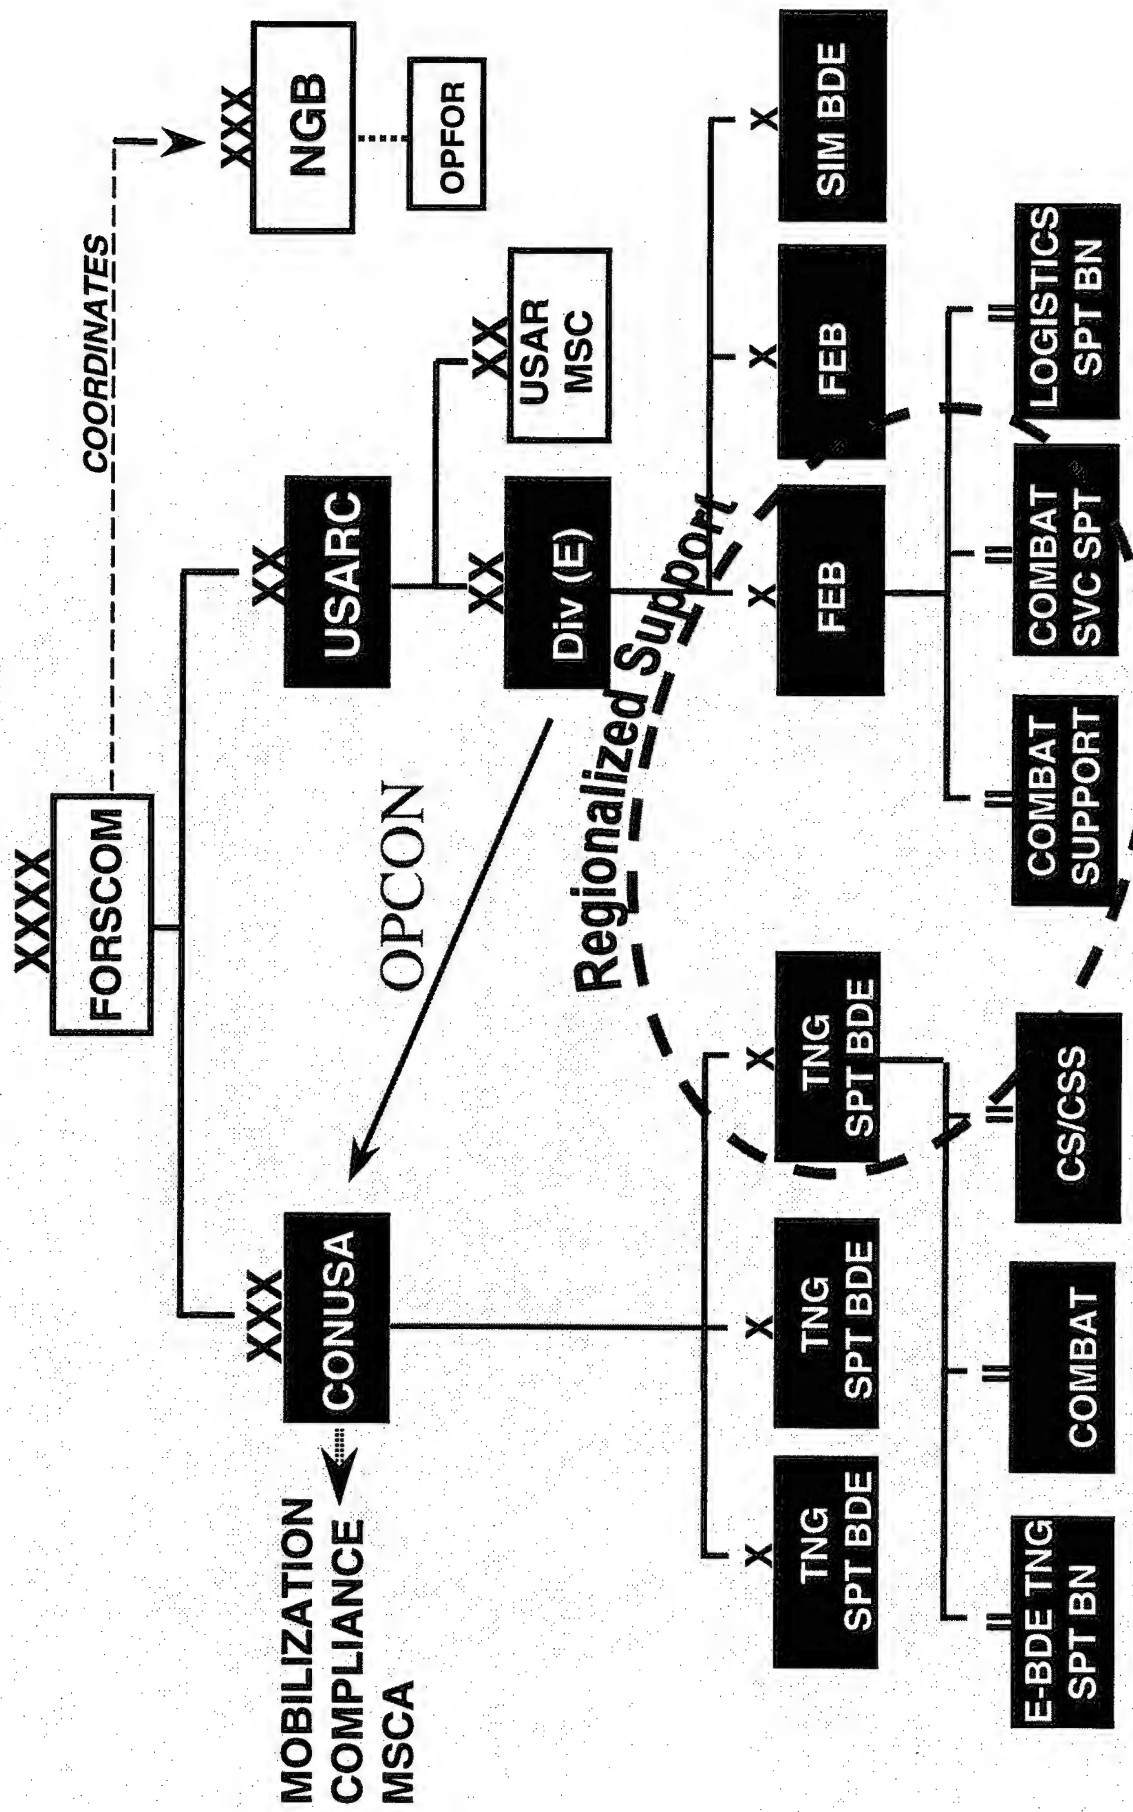 XXXX
FORSCOM
COORDINATES
XXX
NGB
OPFOR
XXX
CONUSA
MOBILIZATION
COMPLIANCE
MSCA
OPCON
XX
USARC
XX
Div (E)
XX
USAR
MSC
Regionalized Support
X
TNG
SPT BDE
X
TNG
SPT BDE
X
TNG
SPT BDE
X
FEB
X
FEB
X
SIM BDE
II
E-BDE TNG
SPT BN
II
COMBAT
II
CS/CSS
II
COMBAT
SUPPORT
II
COMBAT
SVC SPT
II
LOGISTICS
SPT BN